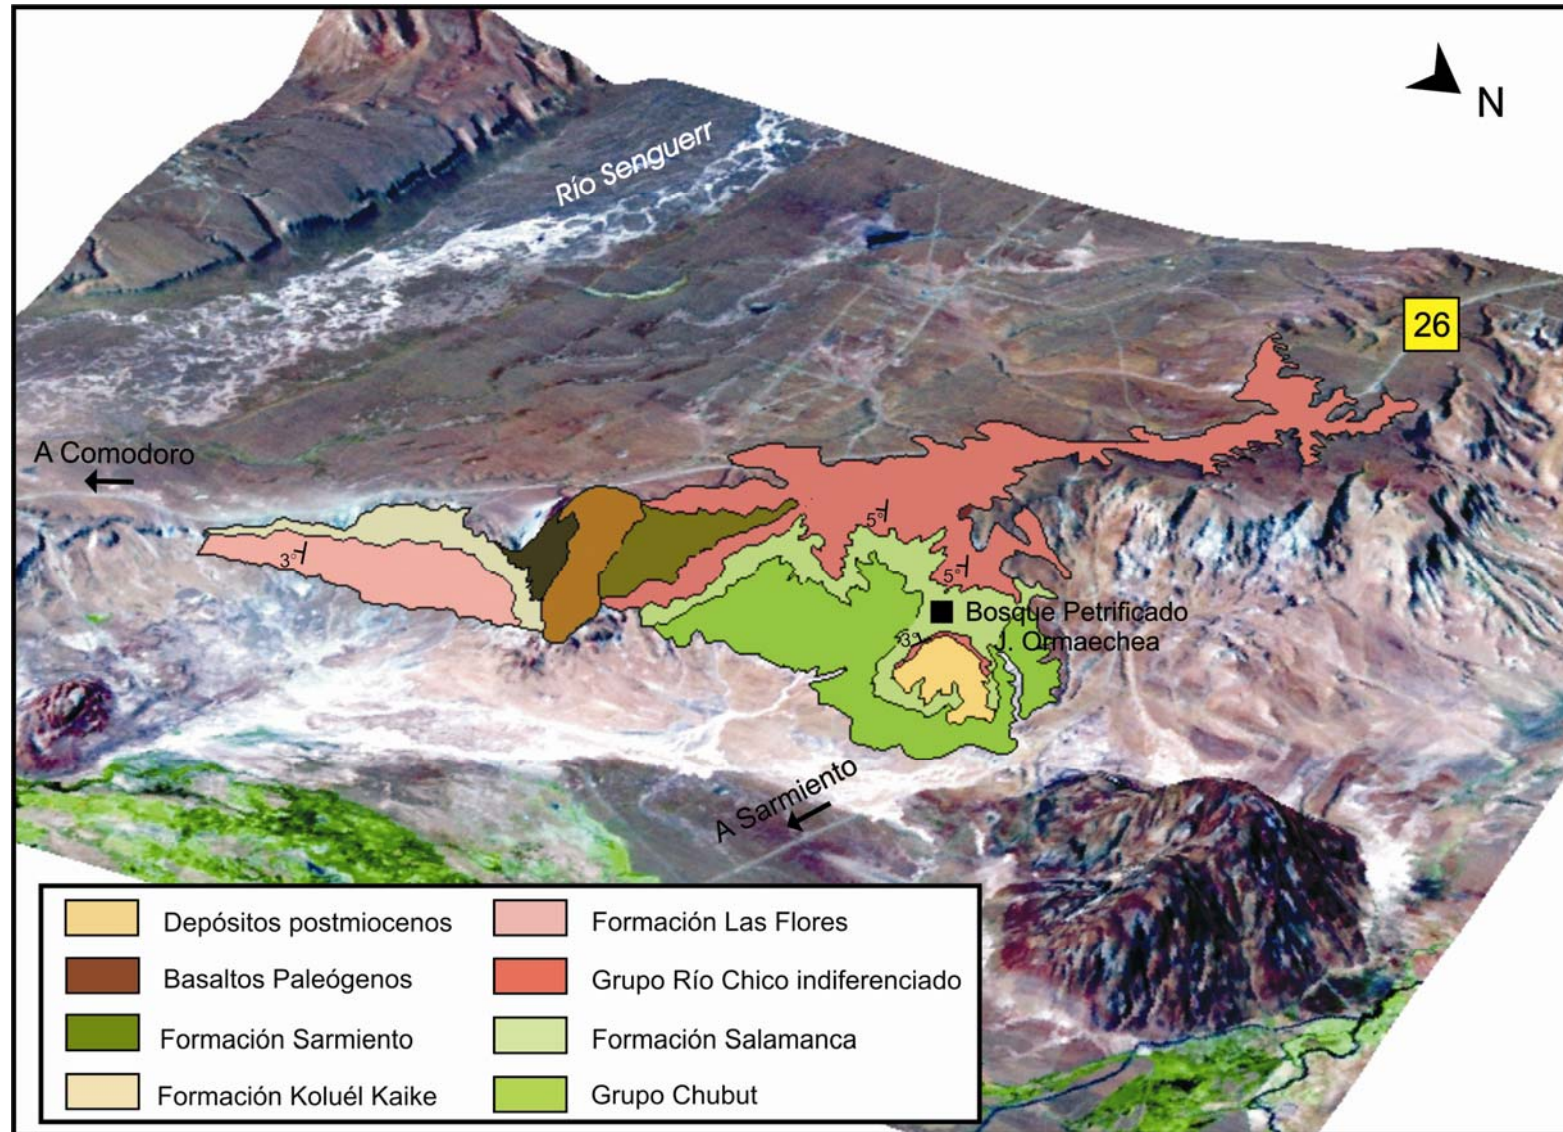 N
Río Senguerr
26
A Comodoro
3°
5°
5°
Bosque Petrificado
J. Ormaechea
3°
A Sarmiento
Depósitos postmiocenos
Basaltos Paleógenos
Formación Sarmiento
Formación Koluél Kaike
Formación Las Flores
Grupo Río Chico indiferenciado
Formación Salamanca
Grupo Chubut